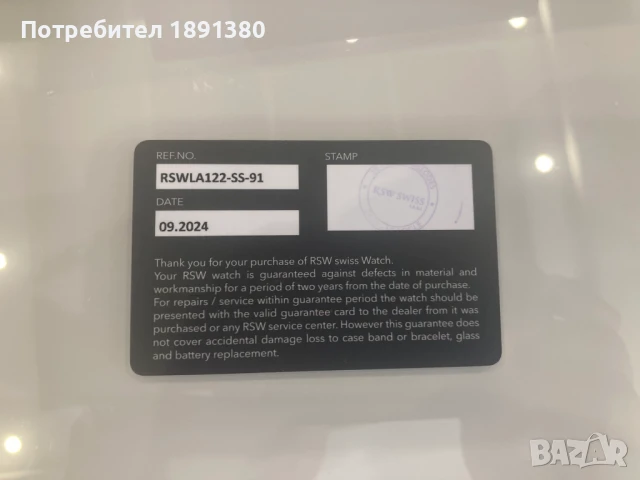 Потребител 1891380
REF.NO.
RSWLA122-SS-91
STAMP
RSW SWISS
DATE
09.2024
Thank you for your purchase of RSW swiss Watch.
Your RSW watch is guaranteed against defects in material and
workmanship for a period of two years from the date of purchase.
For repairs / service witihin guarantee period the watch should be
presented with the valid guarantee card to the dealer from it was
purchased or any RSW service center. However this guarantee does
not cover accidental damage loss to case band or bracelet, glass
and battery replacement.
BAZAR